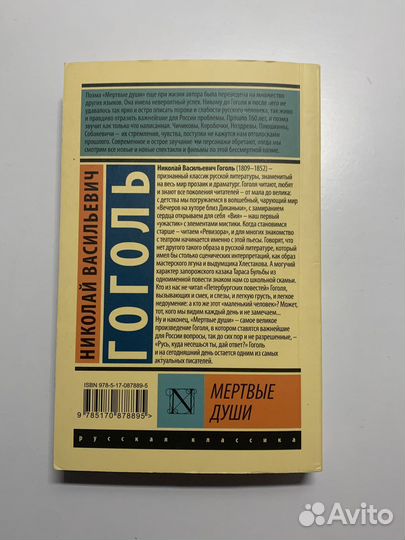 Поэма «Мертвые души» еще при жизни автора была переведена на множество
других языков. Она имела невероятный успех. Никому до Гоголя и после него не
удавалось так ярко и остро описать пороки и слабости русского человека, так живо
и правдиво отразить важнейшие для России проблемы. Прошло 160 лет, и поэма
звучит как только что написанная. Чичиковы, Коробочки, Ноздревы, Плюшкины,
Собакевичи – их стремления, чувства, поступки не кажутся нам отголосками
прошлого. Современное и острое звучание эти персонажи обретают, когда мы
смотрим все новые и новые спектакли и фильмы по этой бессмертной поэме.
НИКОЛАЙ ВАСИЛЬЕВИЧ
ГОГОЛЬ
Николай Васильевич Гоголь (1809–1852) –
признанный классик русской литературы, знаменитый
на весь мир прозаик и драматург. Гоголя читают, любят и
знают все поколения читателей – от мала до велика:
с детства мы погружаемся в волшебный, чарующий мир
«Вечеров на хуторе близ Диканьки», с замиранием
сердца открываем для себя «Вия» – наш первый
«ужастик» с элементами мистики. Когда становимся
старше – читаем «Ревизора», и для многих знакомство
с театром начинается именно с этой пьесы. Говорят, что
нет другого такого образа в русской литературе, который
имел бы столько сценических интерпретаций, как образ
мастерского лгуна и выдумщика Хлестакова. А могучий
характер запорожского казака Тараса Бульбы из
одноименной повести знаком нам со школьной скамьи.
Кто из нас не читал «Петербургских повестей» Гоголя,
вызывающих и смех, и слезы, и легкую грусть, и легкое
недоумение: а кто же этот «маленький человек»? Может,
тот, кого мы видим каждый день и не замечаем...
Ну и наконец, «Мертвые души» – самое великое
произведение Гоголя, в котором ставятся важнейшие
для России вопросы, так до сих пор и не разрешенные, –
«Русь, куда несешься ты, дай ответ?» Гоголь
и на сегодняшний день остается одним из самых
актуальных писателей.
ISBN 978-5-17-087889-5
9 785170 878895 >
N
МЕРТВЫЕ
ДУШИ
русская классика
Avito